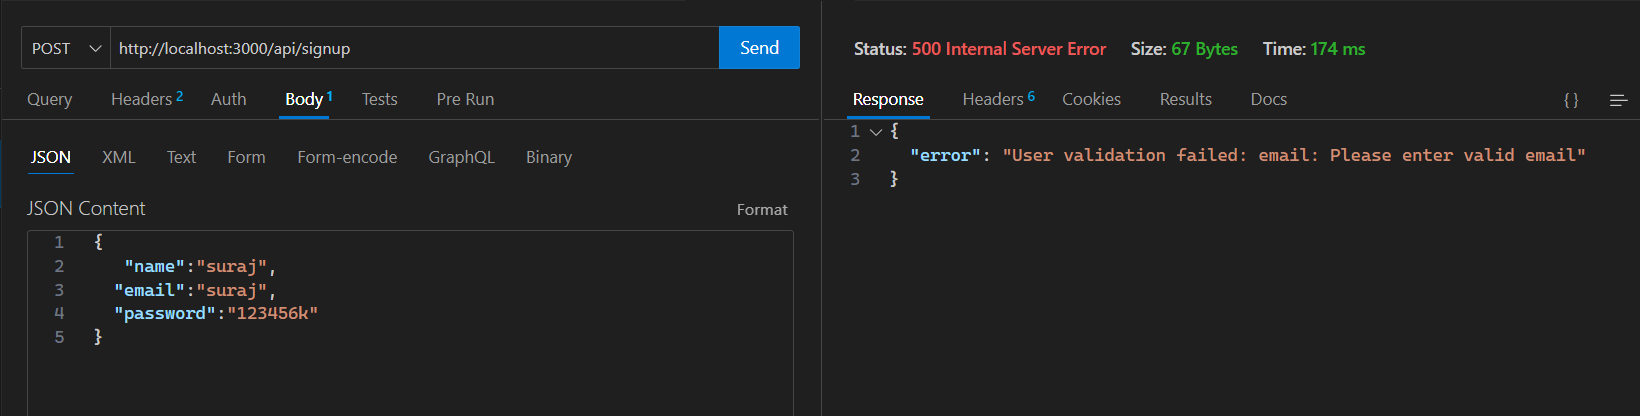 POST http://localhost:3000/api/signup Send
Query Headers 2 Auth Body 1 Tests Pre Run
JSON XML Text Form Form-encode GraphQL Binary
JSON Content Format
1 {
2 "name":"suraj",
3 "email":"suraj",
4 "password":"123456k"
5 }
Status: 500 Internal Server Error Size: 67 Bytes Time: 174 ms
Response Headers 6 Cookies Results Docs { }
1 {
2 "error": "User validation failed: email: Please enter valid email"
3 }